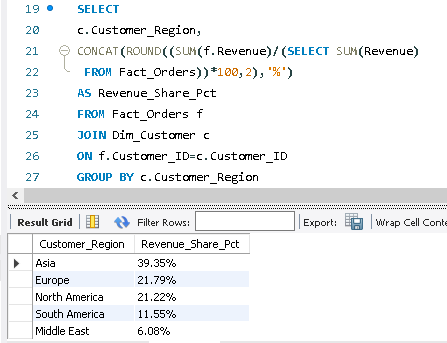 19 SELECT
20 c.Customer_Region,
21 CONCAT(ROUND((SUM(f.Revenue)/(SELECT SUM(Revenue)
22 FROM Fact_Orders))*100,2),'%')
23 AS Revenue_Share_Pct
24 FROM Fact_Orders f
25 JOIN Dim_Customer c
26 ON f.Customer_ID=c.Customer_ID
27 GROUP BY c.Customer_Region
Result Grid Filter Rows: Export: Wrap Cell Conte
Customer_Region Revenue_Share_Pct
Asia 39.35%
Europe 21.79%
North America 21.22%
South America 11.55%
Middle East 6.08%